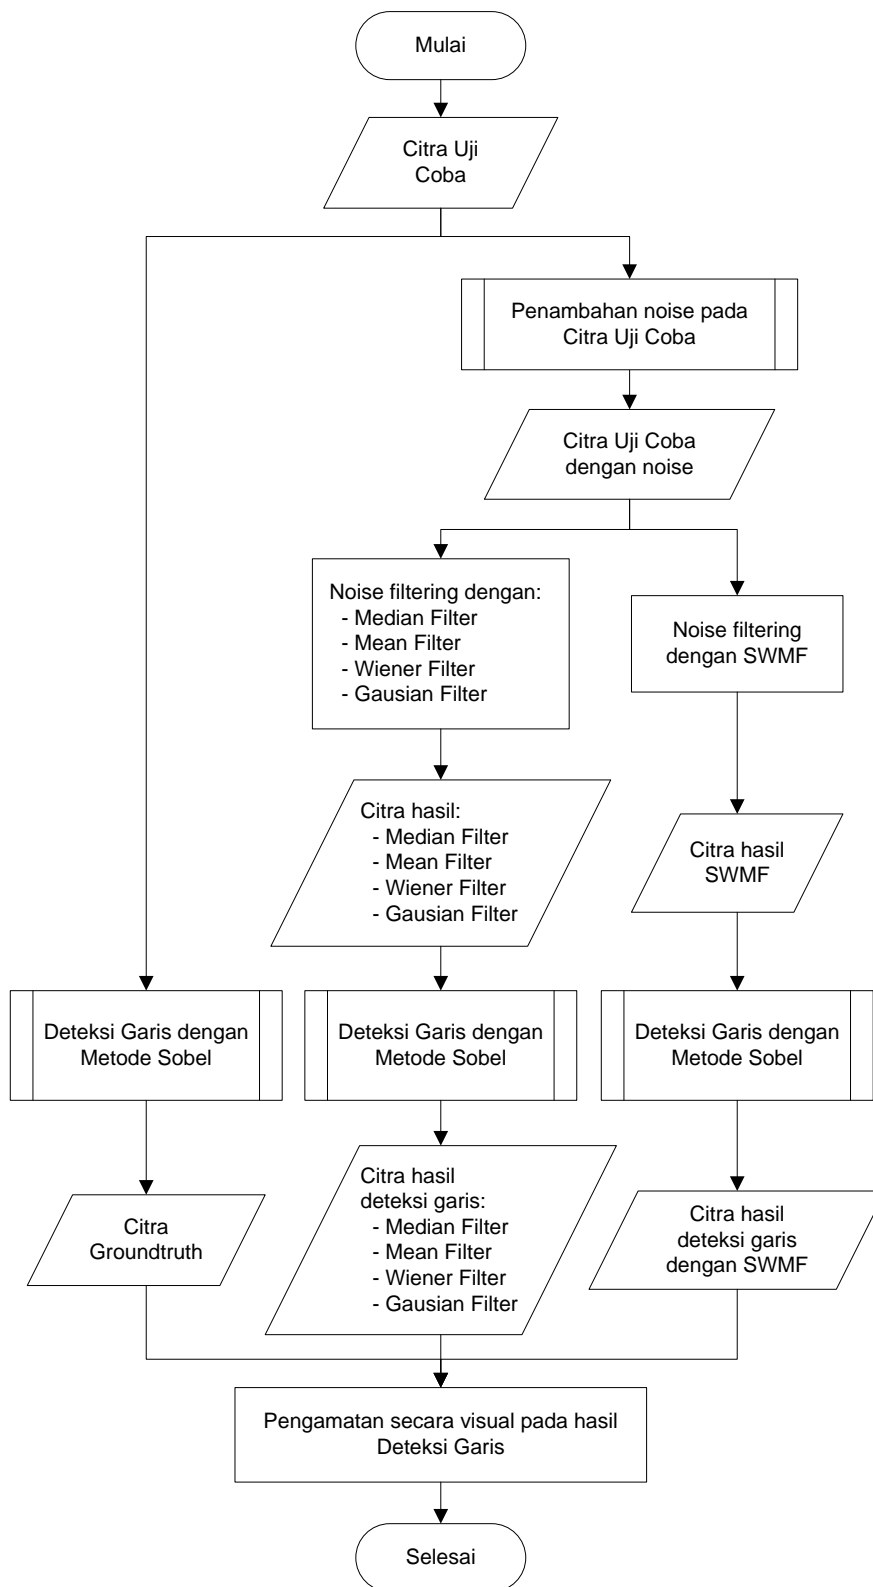 Mulai
Citra Uji
Coba
Penambahan noise pada
Citra Uji Coba
Citra Uji Coba
dengan noise
Noise filtering dengan:
- Median Filter
- Mean Filter
- Wiener Filter
- Gausian Filter
Noise filtering
dengan SWMF
Citra hasil:
- Median Filter
- Mean Filter
- Wiener Filter
- Gausian Filter
Citra hasil
SWMF
Deteksi Garis dengan
Metode Sobel
Deteksi Garis dengan
Metode Sobel
Deteksi Garis dengan
Metode Sobel
Citra
Groundtruth
Citra hasil
deteksi garis:
- Median Filter
- Mean Filter
- Wiener Filter
- Gausian Filter
Citra hasil
deteksi garis
dengan SWMF
Pengamatan secara visual pada hasil
Deteksi Garis
Selesai